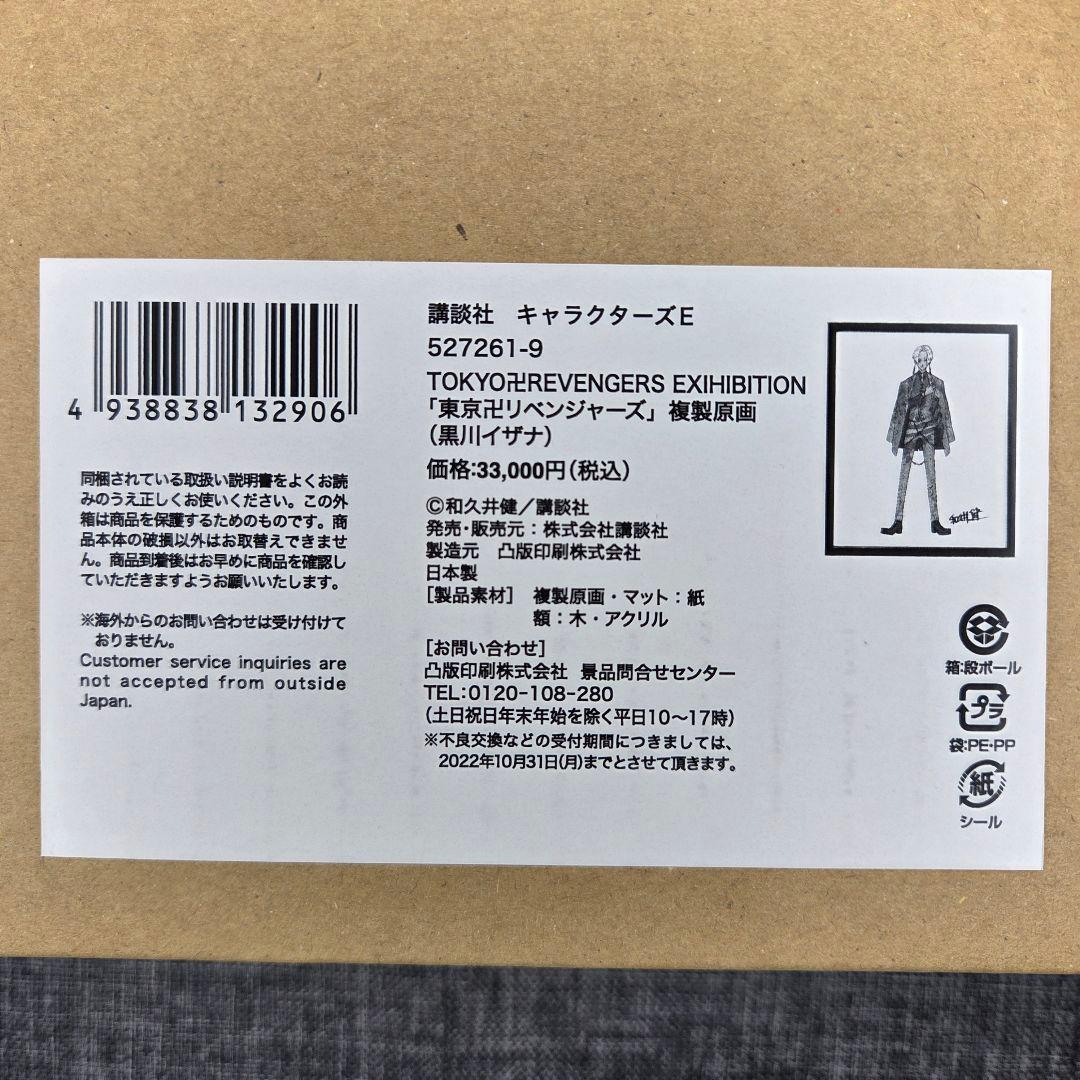 4 938838 132906
同梱されている取扱い説明書をよくお読
みのうえ正しくお使いください。この外
箱は商品を保護するためのものです。商
品本体の破損以外はお取替えできませ
ん。商品到着後はお早めに商品を確認し
ていただきますようお願いいたします。
※海外からのお問い合わせは受け付けて
おりません。
Customer service inquiries are
not accepted from outside
Japan.
講談社 キャラクターズE
527261-9
TOKYO卍REVENGERS EXIHIBITION
「東京卍リベンジャーズ」複製原画
（黒川イザナ）
価格:33,000円（税込）
©和久井健／講談社
発売・販売元：株式会社講談社
製造元 凸版印刷株式会社
日本製
［製品素材］ 複製原画・マット：紙
額：木・アクリル
［お問い合わせ］
凸版印刷株式会社 景品問合せセンター
TEL:0120-108-280
（土日祝日年末年始を除く平日10～17時）
※不良交換などの受付期間につきましては、
2022年10月31日(月)までとさせて頂きます。
箱:段ボール
プラ
袋:PE・PP
紙
シール